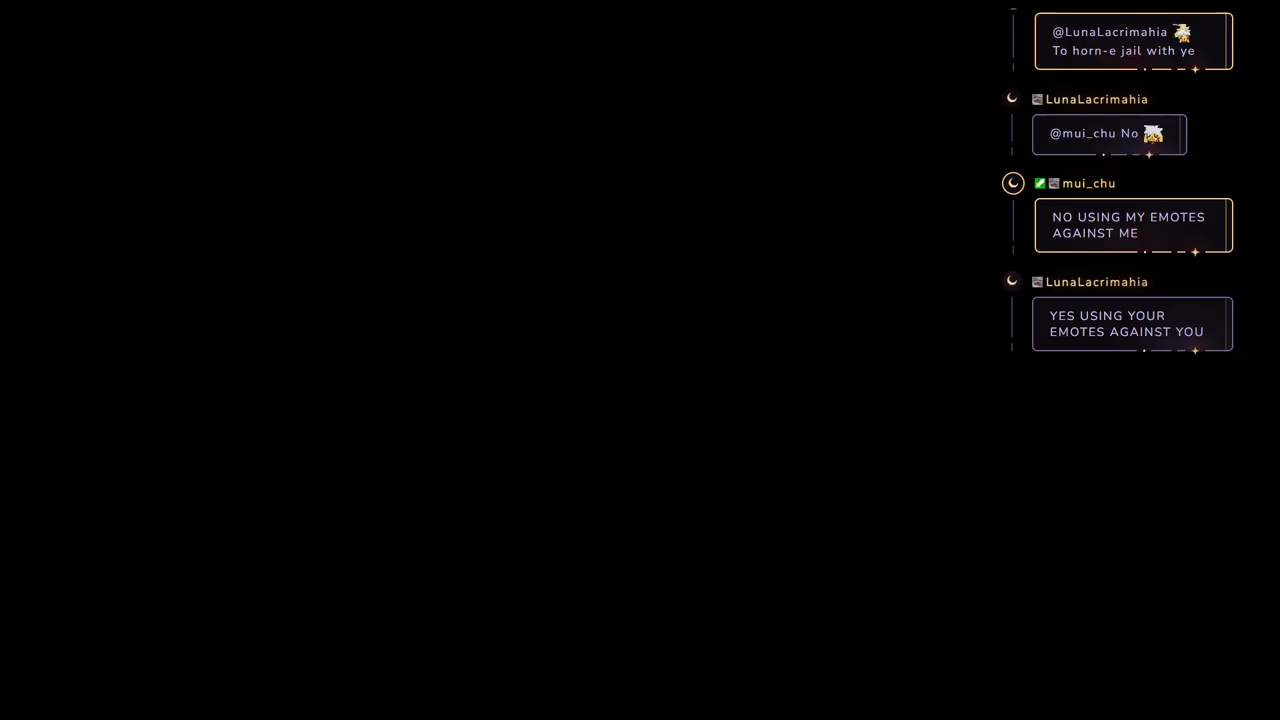 @LunaLacrimahia
To horn-e jail with ye
LunaLacrimahia
@mui_chu No
mui_chu
NO USING MY EMOTES
AGAINST ME
LunaLacrimahia
YES USING YOUR
EMOTES AGAINST YOU